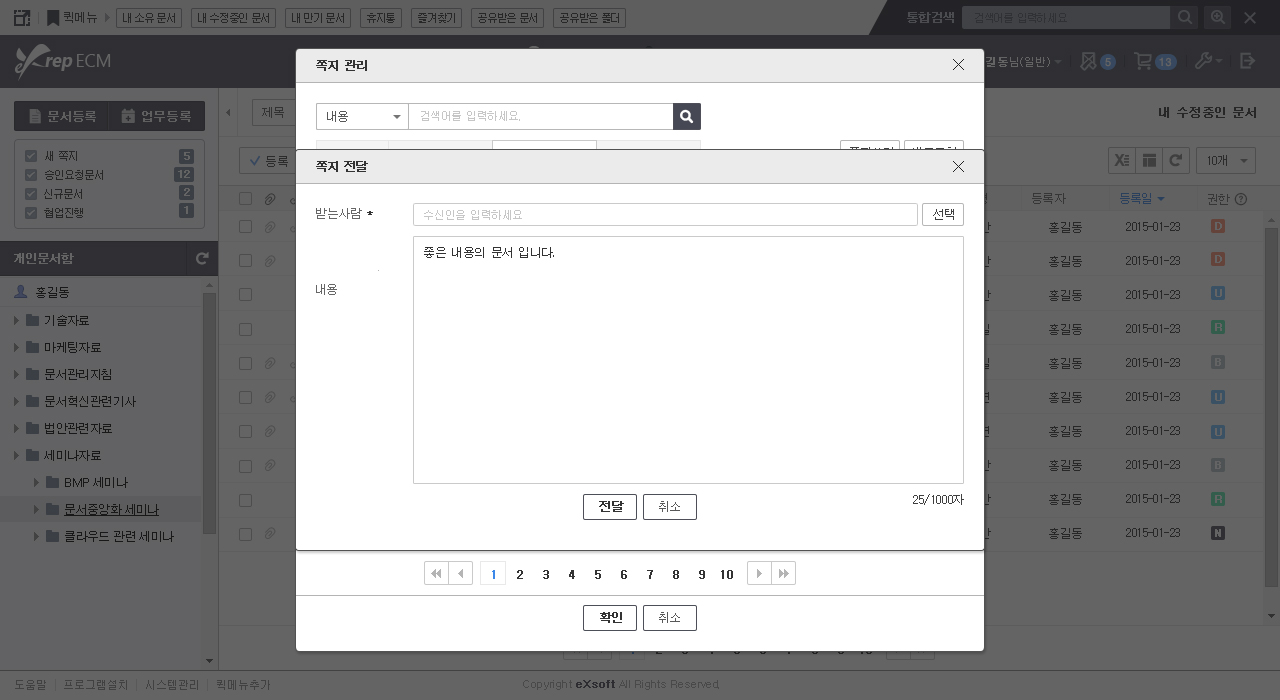 퀵메뉴 내 소유 문서 내 수정중인 문서 내 만기 문서 휴지통 즐겨찾기 공유받은 문서 공유받은 폴더 통합검색 검색어를 입력하세요
eXrep ECM
길동님(일반) 5 13
쪽지 관리
문서등록 업무등록
제목
내 수정중인 문서
내용 검색어를 입력하세요.
새 쪽지 5
승인요청문서 12
신규문서 2
협업진행 1
등록
10개
쪽지 전달
등록자 등록일 권한
받는사람 * 수신인을 입력하세요 선택
좋은 내용의 문서 입니다.
내용
25/1000자
전달 취소
개인문서함
홍길동
기술자료
마케팅자료
문서관리지침
문서혁신관련기사
법안관련자료
세미나자료
BMP 세미나
문서중앙화 세미나
클라우드 관련 세미나
홍길동 2015-01-23 D
홍길동 2015-01-23 D
홍길동 2015-01-23 U
홍길동 2015-01-23 R
홍길동 2015-01-23 B
홍길동 2015-01-23 U
홍길동 2015-01-23 U
홍길동 2015-01-23 B
홍길동 2015-01-23 R
홍길동 2015-01-23 N
1 2 3 4 5 6 7 8 9 10
확인 취소
도움말 프로그램설치 시스템관리 퀵메뉴추가
Copyright eXsoft All Rights Reserved.